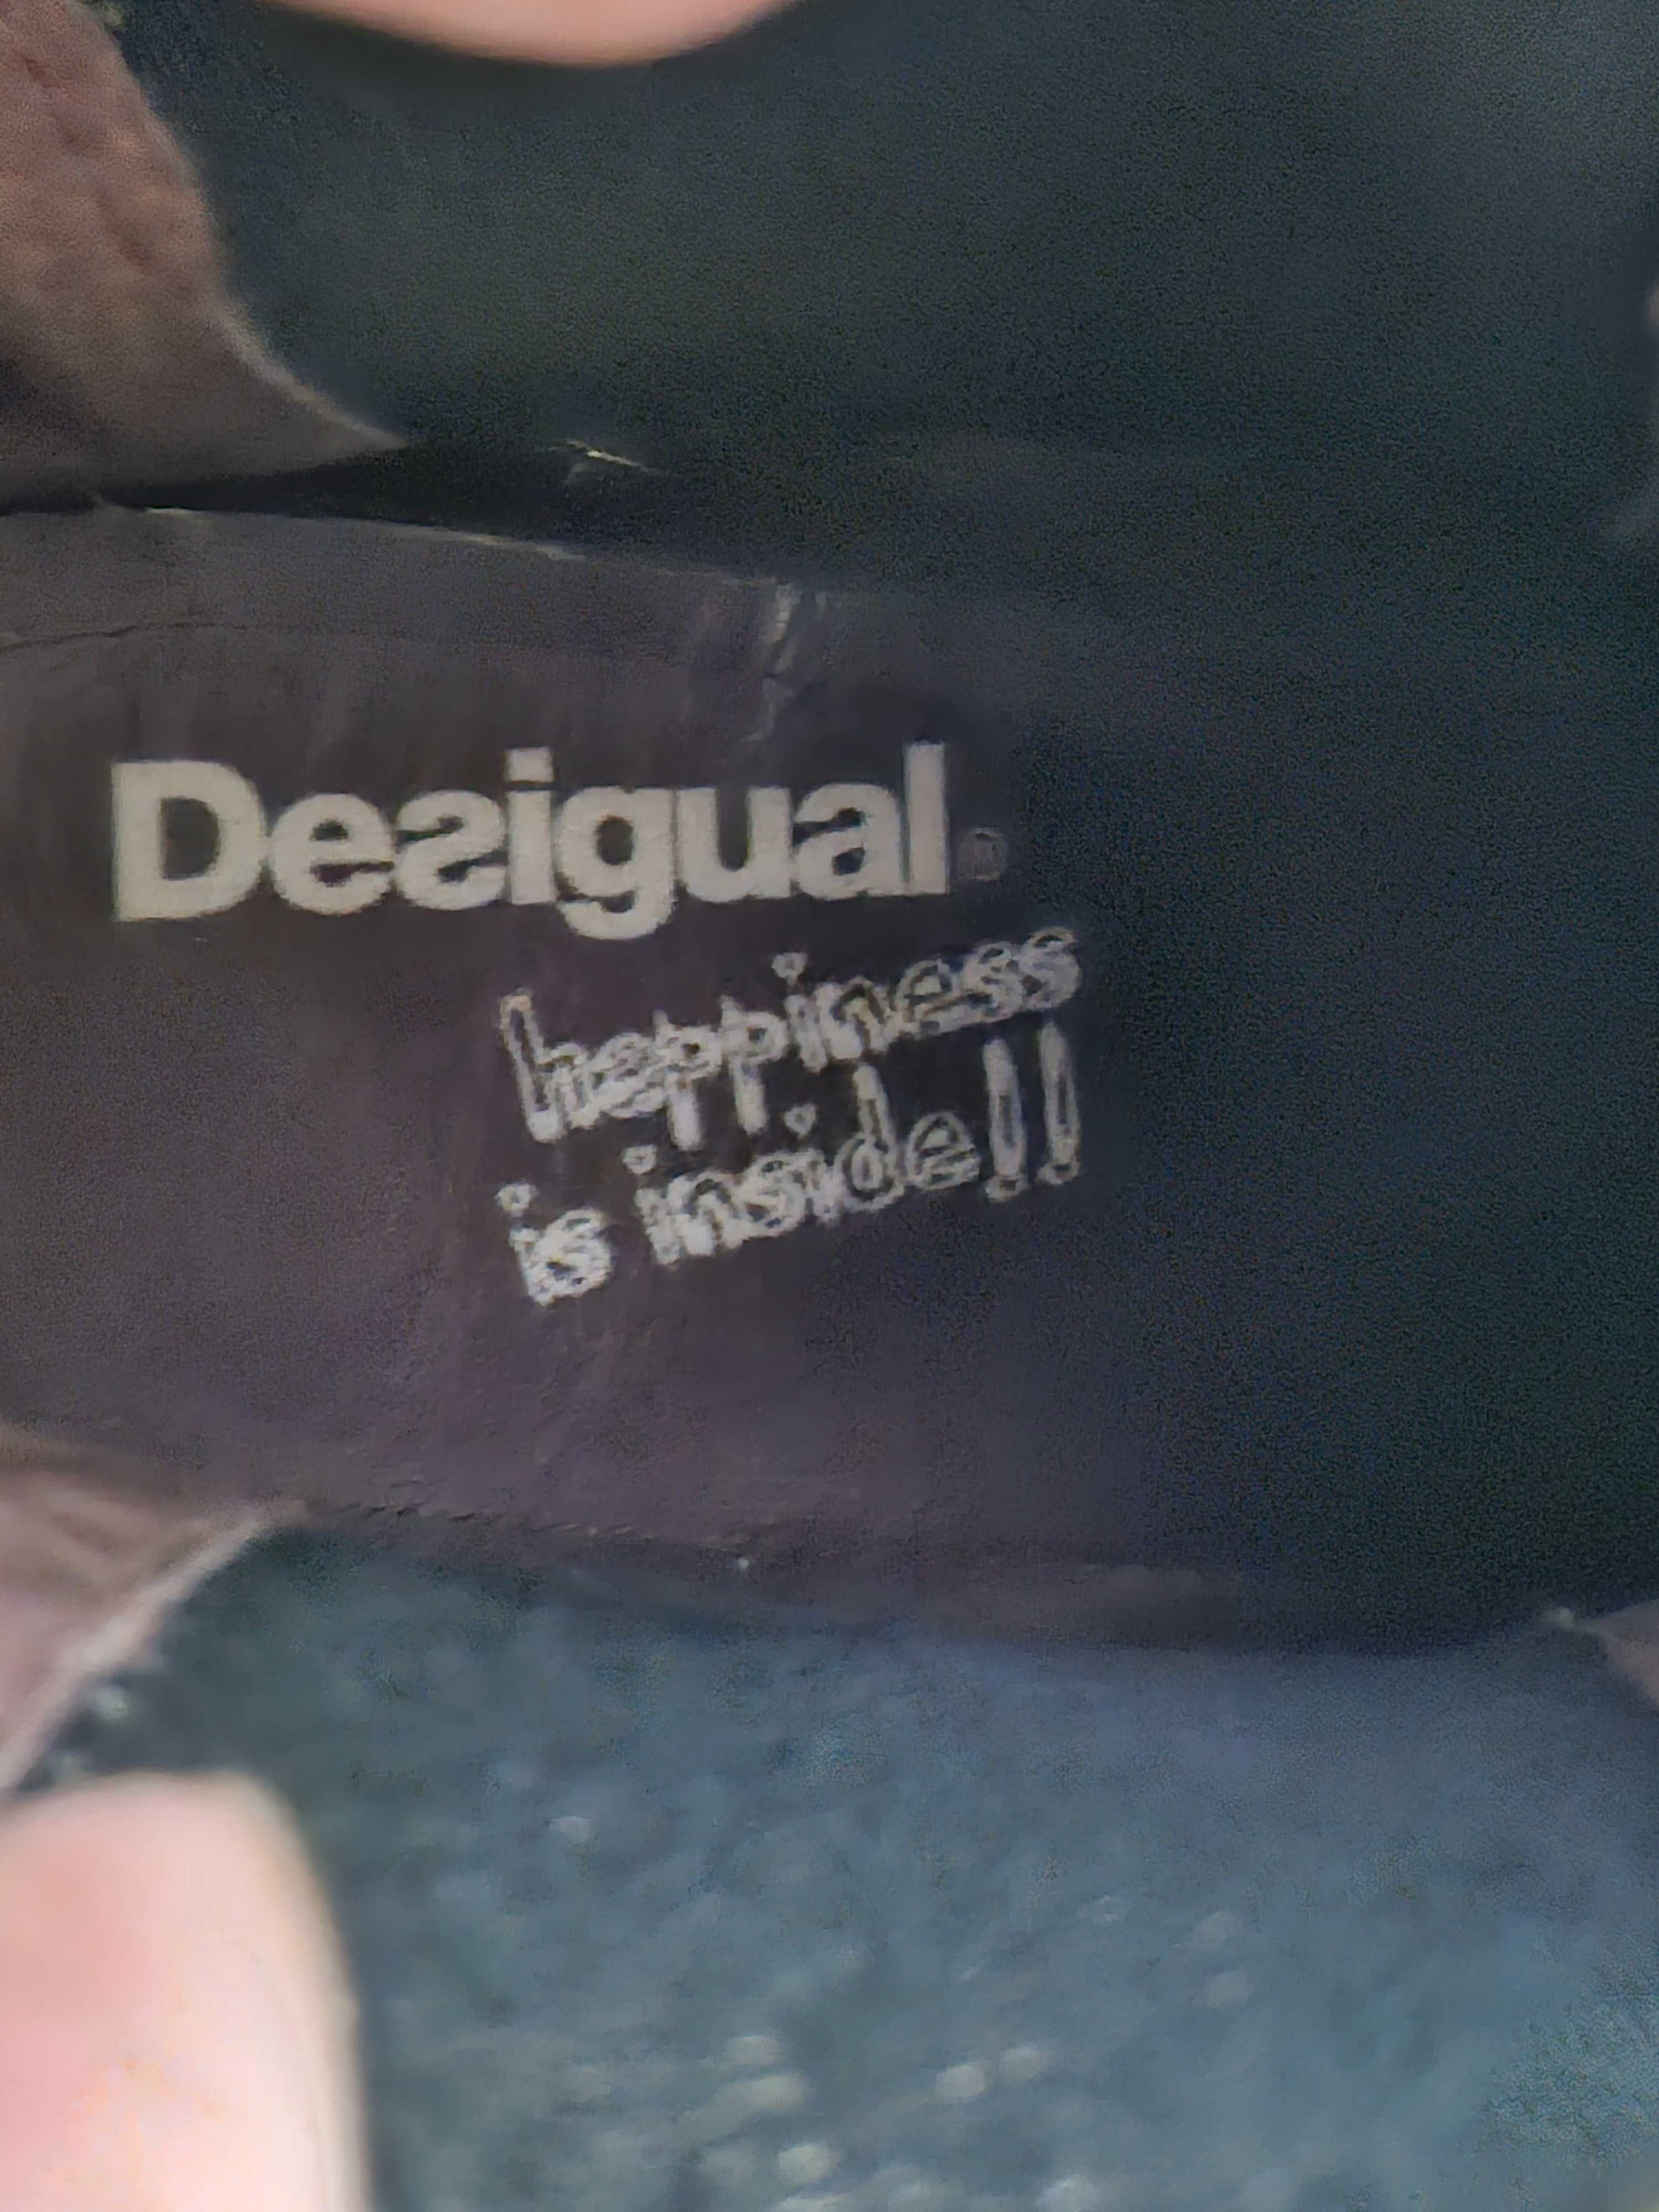 Desigual®
happiness
is inside!!